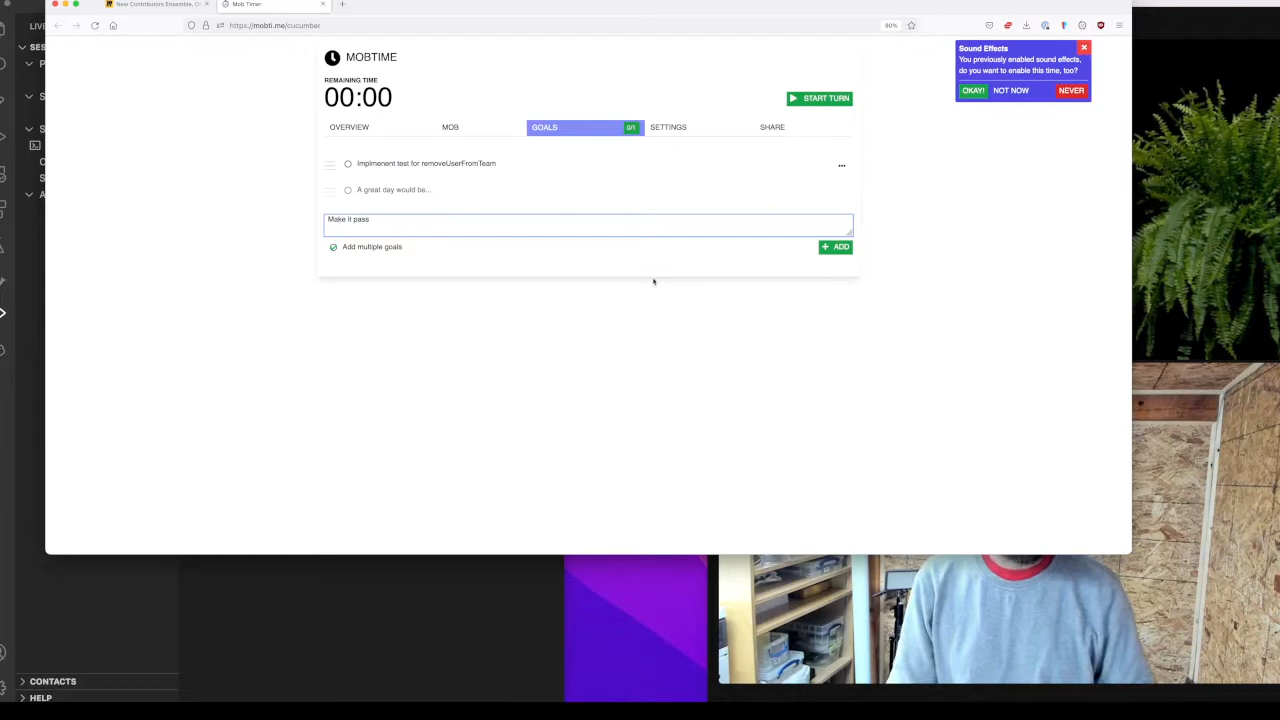 New Contributors Ensemble, O
Mob Timer
https://mobti.me/cucumber
90%
LIV
SES
P
S
S
C
S
A
MOBTIME
REMAINING TIME
00:00
START TURN
OVERVIEW
MOB
GOALS
0/1
SETTINGS
SHARE
Implmenent test for removeUserFromTeam
A great day would be...
Make it pass
Add multiple goals
ADD
Sound Effects
You previously enabled sound effects,
do you want to enable this time, too?
OKAY!
NOT NOW
NEVER
CONTACTS
HELP